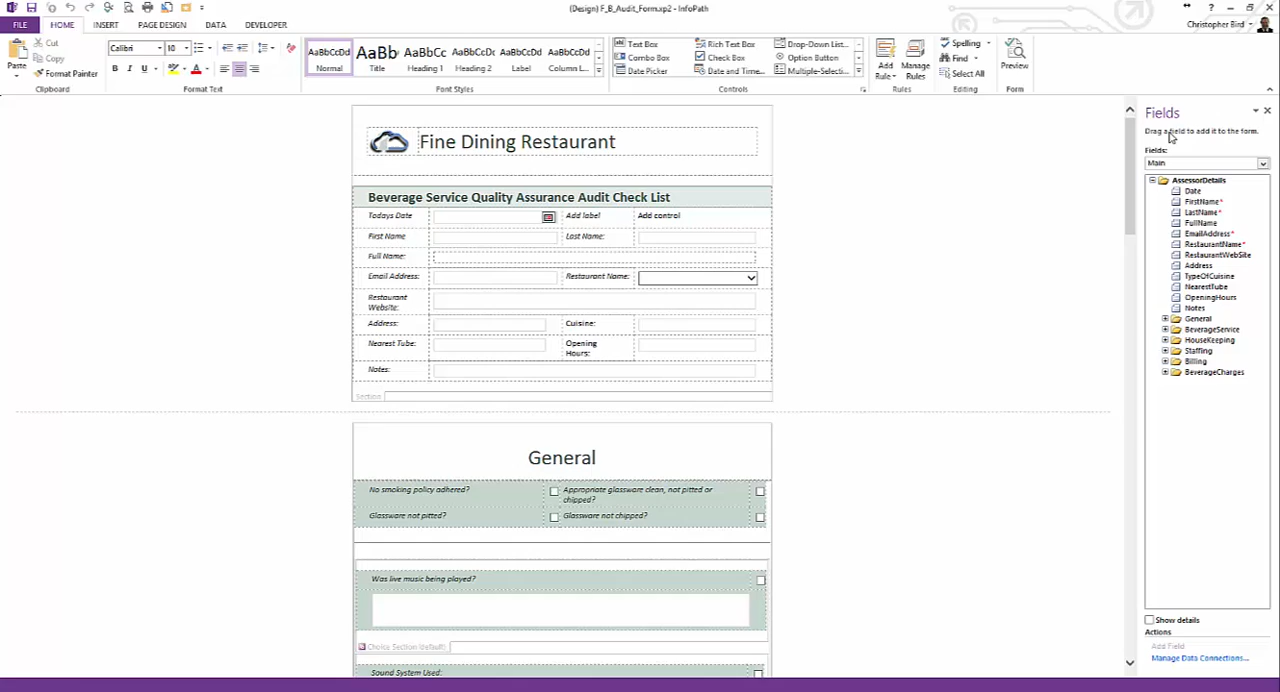 (Design) F_B_Audit_Form.xp2 - InfoPath
FILE HOME INSERT PAGE DESIGN DATA DEVELOPER
Christopher Bird
Paste
Cut
Copy
Format Painter
Clipboard
Calibri 10
B I U A
Format Text
AaBbCcDd AaBb AaBbCc AaBbCcDc AaBbCcDd AaBbCcDd
Normal Title Heading 1 Heading 2 Label Column L...
Font Styles
Text Box Rich Text Box Drop-Down List...
Combo Box Check Box Option Button
Date Picker Date and Time... Multiple-Selecti...
Controls
Add Rule
Manage Rules
Rules
Spelling
Find
Select All
Editing
Preview
Form
Fine Dining Restaurant
Beverage Service Quality Assurance Audit Check List
Todays Date Add label Add control
First Name Last Name:
Full Name:
Email Address: Restaurant Name:
Restaurant
Website:
Address: Cuisine:
Nearest Tube: Opening
Hours:
Notes:
Section
General
No smoking policy adhered? Appropriate glassware clean, not pitted or
chipped?
Glassware not pitted? Glassware not chipped?
Was live music being played?
Choice Section (default)
Sound System Used:
Fields
Drag a field to add it to the form.
Fields:
Main
AssessorDetails
Date
FirstName*
LastName*
FullName
EmailAddress*
RestaurantName*
RestaurantWebSite
Address
TypeOfCuisine
NearestTube
OpeningHours
Notes
General
BeverageService
HouseKeeping
Staffing
Billing
BeverageCharges
Show details
Actions
Add Field
Manage Data Connections...